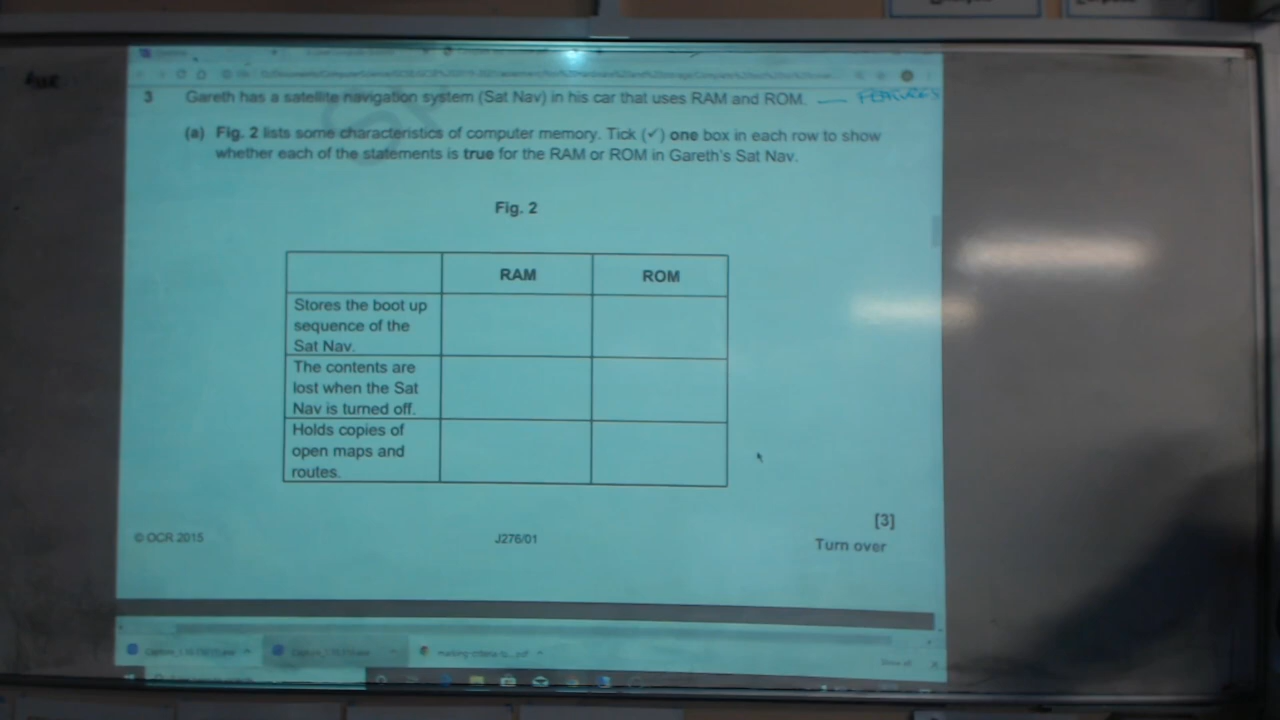 3 Gareth has a satellite navigation system (Sat Nav) in his car that uses RAM and ROM. — FEATURES
(a) Fig. 2 lists some characteristics of computer memory. Tick (✓) one box in each row to show
whether each of the statements is true for the RAM or ROM in Gareth's Sat Nav.
Fig. 2
RAM ROM
Stores the boot up
sequence of the
Sat Nav.
The contents are
lost when the Sat
Nav is turned off.
Holds copies of
open maps and
routes.
[3]
© OCR 2015 J276/01
Turn over
Show all